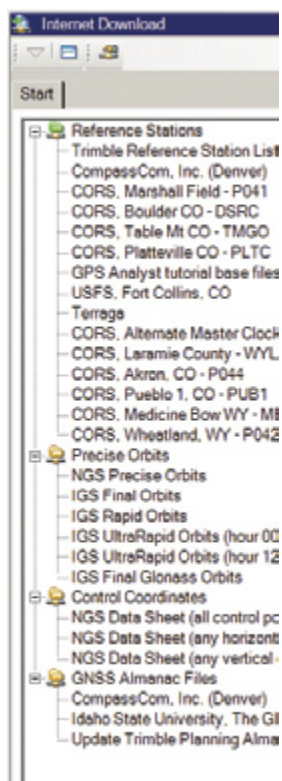 Internet Download
Start
Reference Stations
Trimble Reference Station List
CompassCom, Inc. (Denver)
CORS, Marshall Field - P041
CORS, Boulder CO - DSRC
CORS, Table Mt CO - TMGO
CORS, Platteville CO - PLTC
GPS Analyst tutorial base files
USFS, Fort Collins, CO
Terraga
CORS, Alternate Master Clock
CORS, Laramie County - WYL
CORS, Akron, CO - P044
CORS, Pueblo 1, CO - PUB1
CORS, Medicine Bow WY - ME
CORS, Wheatland, WY - P042
Precise Orbits
NGS Precise Orbits
IGS Final Orbits
IGS Rapid Orbits
IGS UltraRapid Orbits (hour 00
IGS UltraRapid Orbits (hour 12
IGS Final Glonass Orbits
Control Coordinates
NGS Data Sheet (all control po
NGS Data Sheet (any horizont
NGS Data Sheet (any vertical
GNSS Almanac Files
CompassCom, Inc. (Denver)
Idaho State University, The GI
Update Trimble Planning Alma